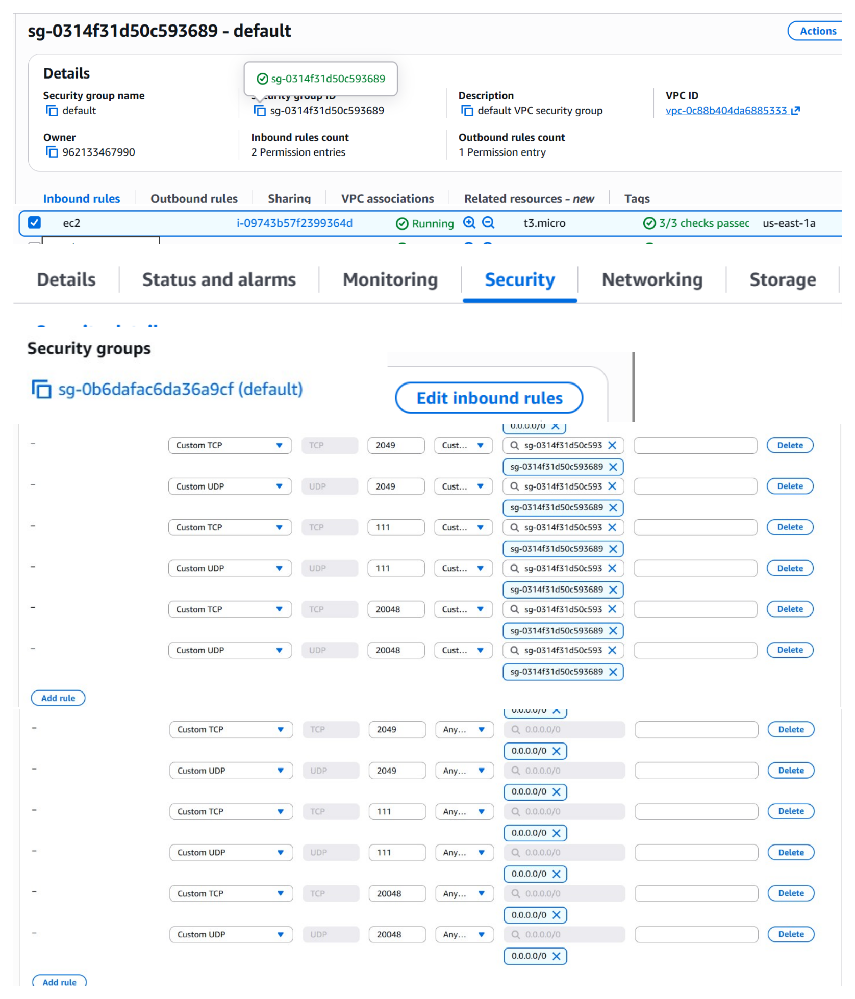 sg-0314f31d50c593689 - default
Actions
Details
sg-0314f31d50c593689
Security group name
Security group ID
Description
VPC ID
default
sg-0314f31d50c593689
default VPC security group
vpc-0c88b404da6885333
Owner
Inbound rules count
Outbound rules count
962133467990
2 Permission entries
1 Permission entry
Inbound rules Outbound rules Sharing VPC associations Related resources - new Tags
ec2 i-09743b57f2399364d Running t3.micro 3/3 checks passec us-east-1a
Details Status and alarms Monitoring Security Networking Storage
Security groups
sg-0b6dafac6da36a9cf (default)
Edit inbound rules
0.0.0.0/0
– Custom TCP TCP 2049 Cust... sg-0314f31d50c593 Delete
sg-0314f31d50c593689
– Custom UDP UDP 2049 Cust... sg-0314f31d50c593 Delete
sg-0314f31d50c593689
– Custom TCP TCP 111 Cust... sg-0314f31d50c593 Delete
sg-0314f31d50c593689
– Custom UDP UDP 111 Cust... sg-0314f31d50c593 Delete
sg-0314f31d50c593689
– Custom TCP TCP 20048 Cust... sg-0314f31d50c593 Delete
sg-0314f31d50c593689
– Custom UDP UDP 20048 Cust... sg-0314f31d50c593 Delete
sg-0314f31d50c593689
Add rule
0.0.0.0/0
– Custom TCP TCP 2049 Any... 0.0.0.0/0 Delete
0.0.0.0/0
– Custom UDP UDP 2049 Any... 0.0.0.0/0 Delete
0.0.0.0/0
– Custom TCP TCP 111 Any... 0.0.0.0/0 Delete
0.0.0.0/0
– Custom UDP UDP 111 Any... 0.0.0.0/0 Delete
0.0.0.0/0
– Custom TCP TCP 20048 Any... 0.0.0.0/0 Delete
0.0.0.0/0
– Custom UDP UDP 20048 Any... 0.0.0.0/0 Delete
0.0.0.0/0
Add rule